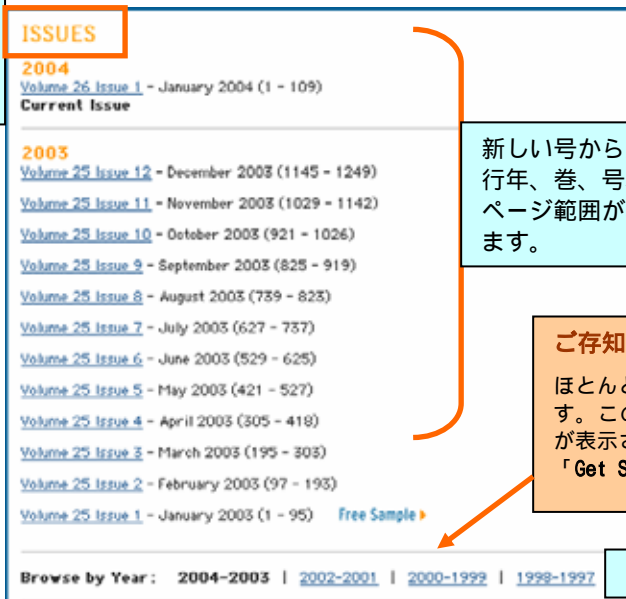 ISSUES
2004
Volume 26 Issue 1 - January 2004 (1 - 109)
Current Issue
2003
Volume 25 Issue 12 - December 2003 (1145 - 1249)
Volume 25 Issue 11 - November 2003 (1029 - 1142)
Volume 25 Issue 10 - October 2003 (921 - 1026)
Volume 25 Issue 9 - September 2003 (825 - 919)
Volume 25 Issue 8 - August 2003 (739 - 823)
Volume 25 Issue 7 - July 2003 (627 - 737)
Volume 25 Issue 6 - June 2003 (529 - 625)
Volume 25 Issue 5 - May 2003 (421 - 527)
Volume 25 Issue 4 - April 2003 (305 - 418)
Volume 25 Issue 3 - March 2003 (195 - 303)
Volume 25 Issue 2 - February 2003 (97 - 193)
Volume 25 Issue 1 - January 2003 (1 - 95) Free Sample
Browse by Year: 2004-2003 | 2002-2001 | 2000-1999 | 1998-1997
新しい号から
行年、巻、号
ページ範囲が
ます。
ご存知
ほとんど
す。この
が表示さ
「Get S